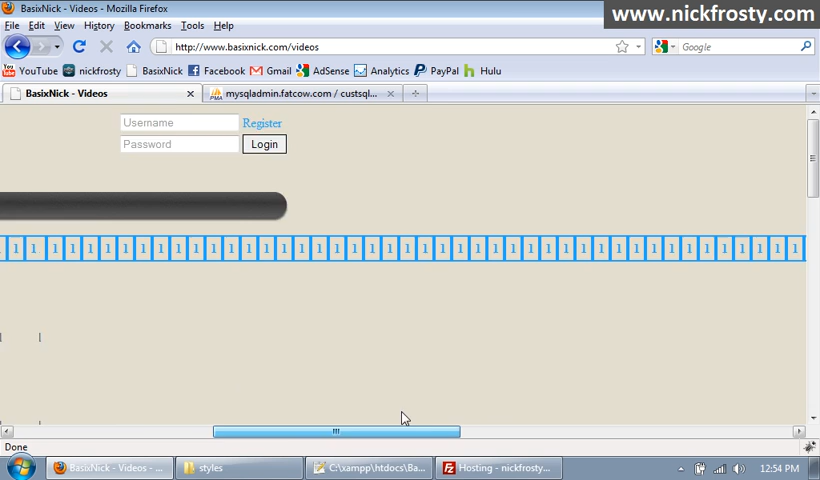 BasixNick - Videos - Mozilla Firefox
www.nickfrosty.com
File Edit View History Bookmarks Tools Help
http://www.basixnick.com/videos
Google
YouTube nickfrosty BasixNick Facebook Gmail AdSense Analytics PayPal Hulu
BasixNick - Videos
mysqladmin.fatcow.com / custsql...
Username Register
Password Login
1 1 1 1 1 1 1 1 1 1 1 1 1 1 1 1 1 1 1 1 1 1 1 1 1 1 1 1 1 1 1 1 1 1 1 1 1 1 1 1 1 1
Done
BasixNick - Videos - ... styles C:\xampp\htdocs\Ba... Hosting - nickfrosty... 12:54 PM